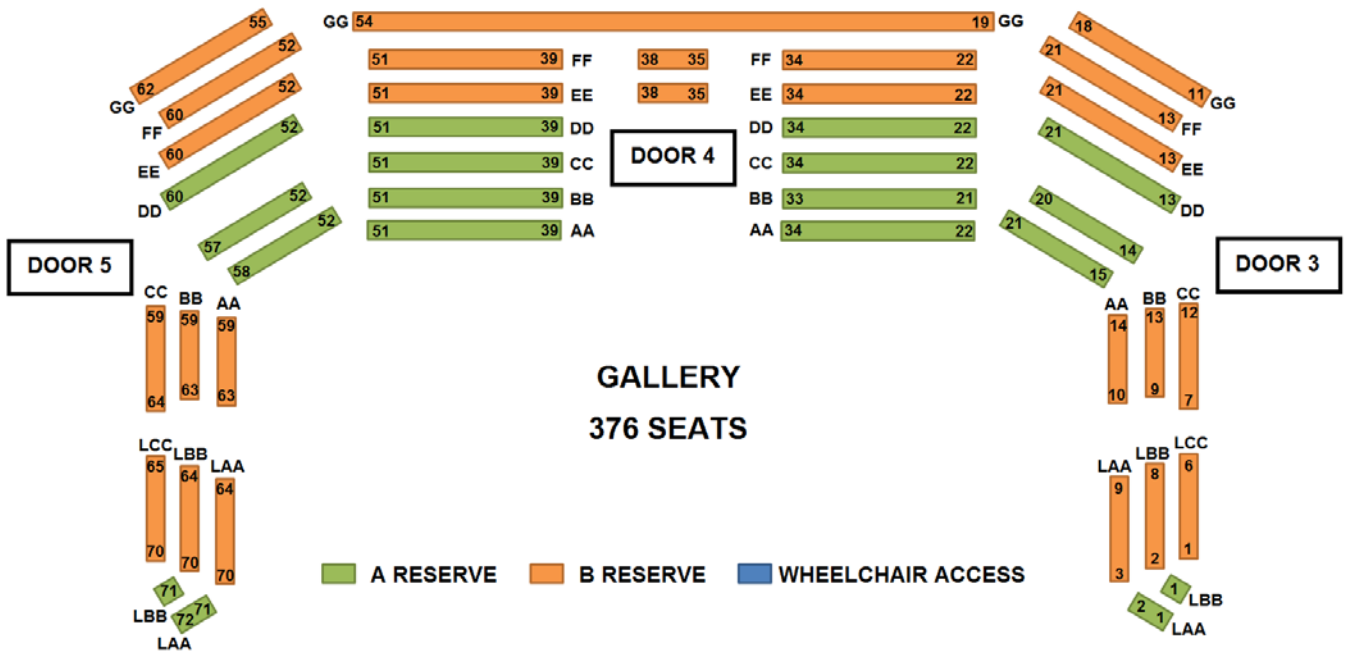 55 GG 54 19 GG 18
52 21
51 39 FF 38 35 FF 34 22
62 52 21 11
GG GG
51 39 EE 38 35 EE 34 22
60 13
FF FF
52 51 39 DD DD 34 22 21
60 13
EE EE
DOOR 4
51 39 CC CC 34 22
60 13
DD DD
52 51 39 BB BB 33 21 20
52 51 39 AA AA 34 22 21
57 14
58 15
DOOR 5 DOOR 3
CC BB AA AA BB CC
59 59 59 14 13 12
64 63 63 10 9 7
GALLERY
376 SEATS
LCC LBB LAA LAA LBB LCC
65 64 64 9 8 6
70 70 70 3 2 1
A RESERVE B RESERVE WHEELCHAIR ACCESS
71 1
LBB 72 71 2 1 LBB
LAA LAA